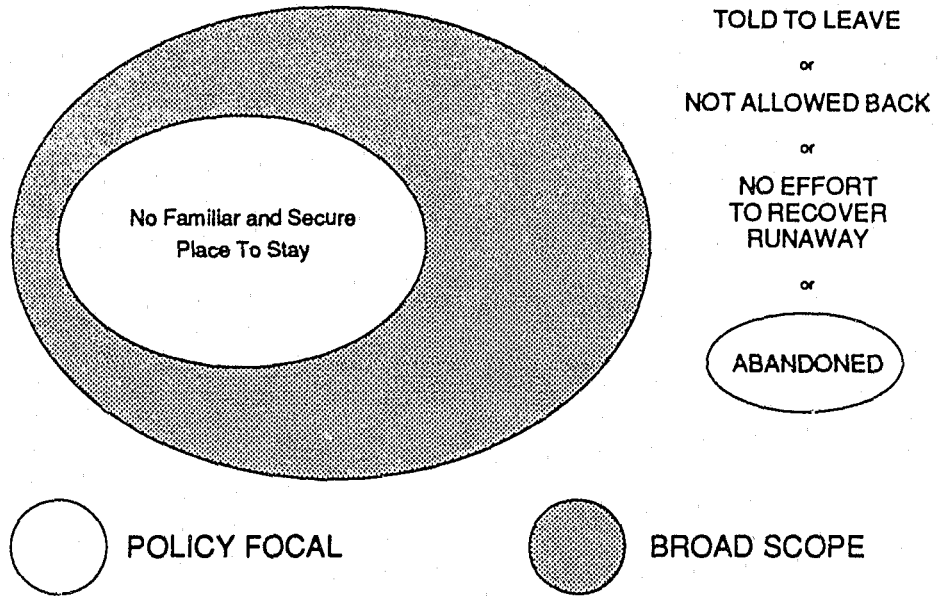 No Familiar and Secure
Place To Stay
TOLD TO LEAVE
or
NOT ALLOWED BACK
or
NO EFFORT
TO RECOVER
RUNAWAY
or
ABANDONED
POLICY FOCAL
BROAD SCOPE